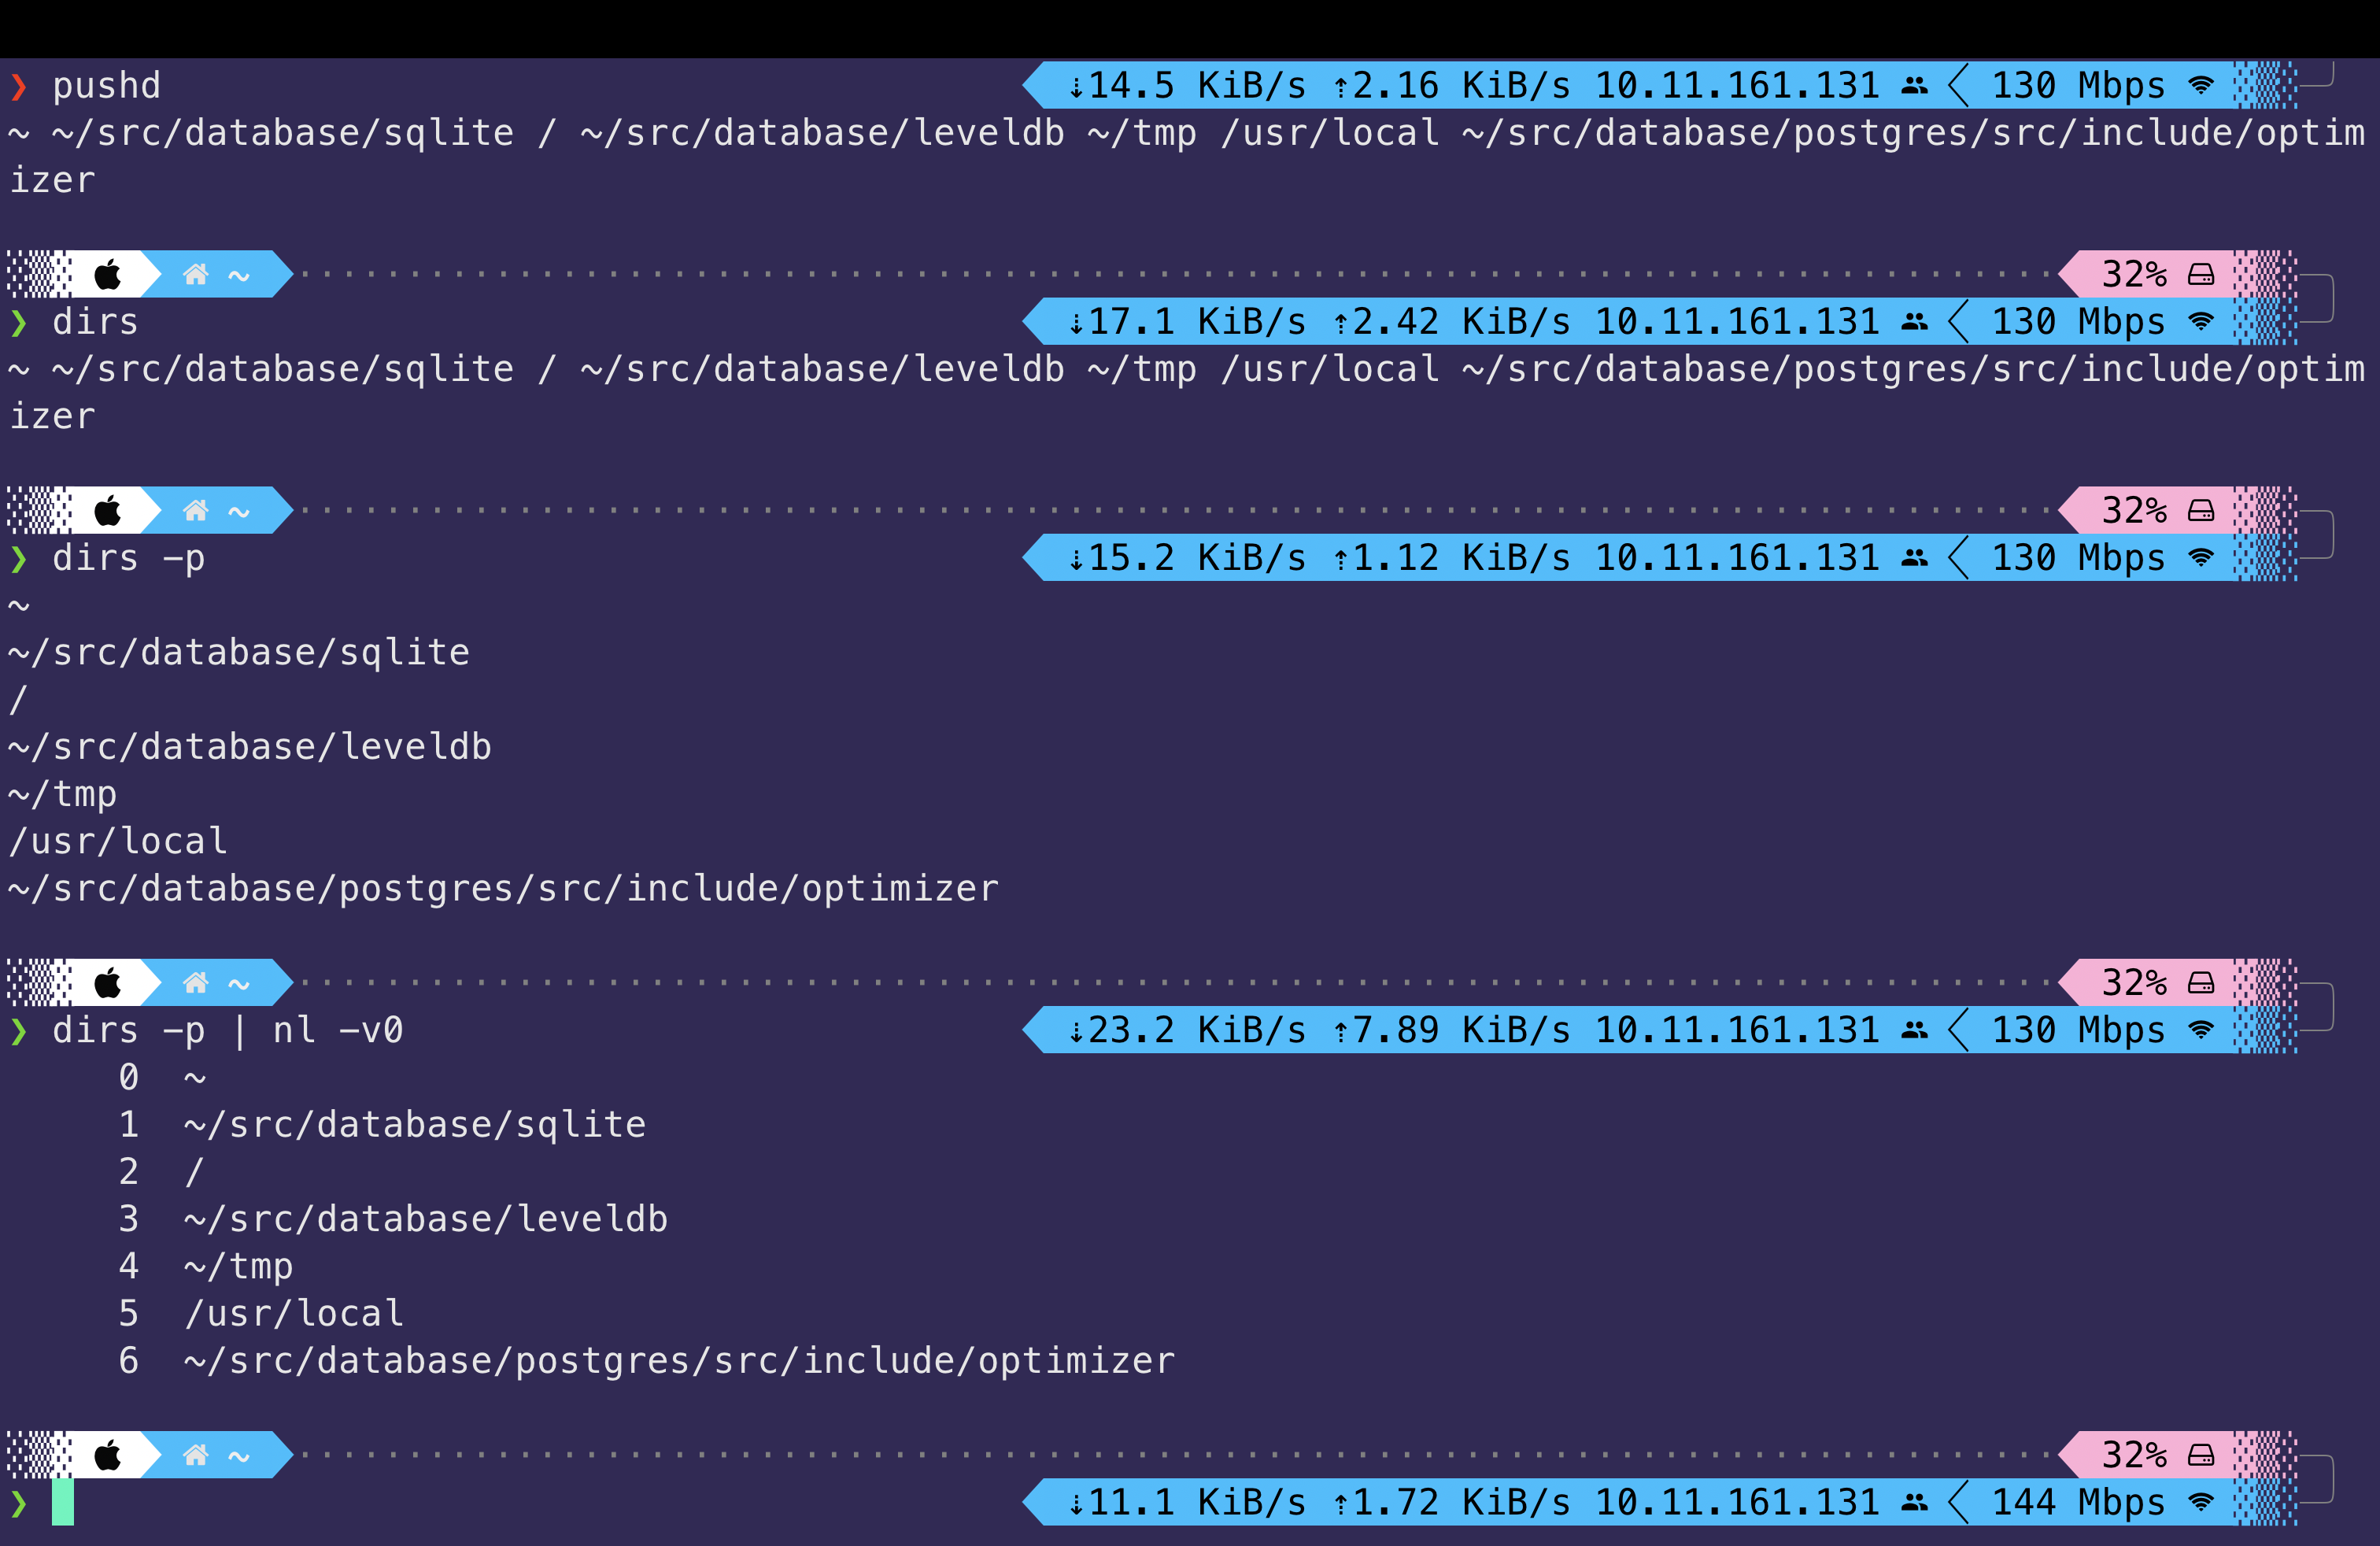 ❯ pushd ⇣14.5 KiB/s ⇡2.16 KiB/s 10.11.161.131 130 Mbps
~ ~/src/database/sqlite / ~/src/database/leveldb ~/tmp /usr/local ~/src/database/postgres/src/include/optim
izer
~ 32%
❯ dirs ⇣17.1 KiB/s ⇡2.42 KiB/s 10.11.161.131 130 Mbps
~ ~/src/database/sqlite / ~/src/database/leveldb ~/tmp /usr/local ~/src/database/postgres/src/include/optim
izer
~ 32%
❯ dirs -p ⇣15.2 KiB/s ⇡1.12 KiB/s 10.11.161.131 130 Mbps
~
~/src/database/sqlite
/
~/src/database/leveldb
~/tmp
/usr/local
~/src/database/postgres/src/include/optimizer
~ 32%
❯ dirs -p | nl -v0 ⇣23.2 KiB/s ⇡7.89 KiB/s 10.11.161.131 130 Mbps
0 ~
1 ~/src/database/sqlite
2 /
3 ~/src/database/leveldb
4 ~/tmp
5 /usr/local
6 ~/src/database/postgres/src/include/optimizer
~ 32%
❯ ⇣11.1 KiB/s ⇡1.72 KiB/s 10.11.161.131 144 Mbps